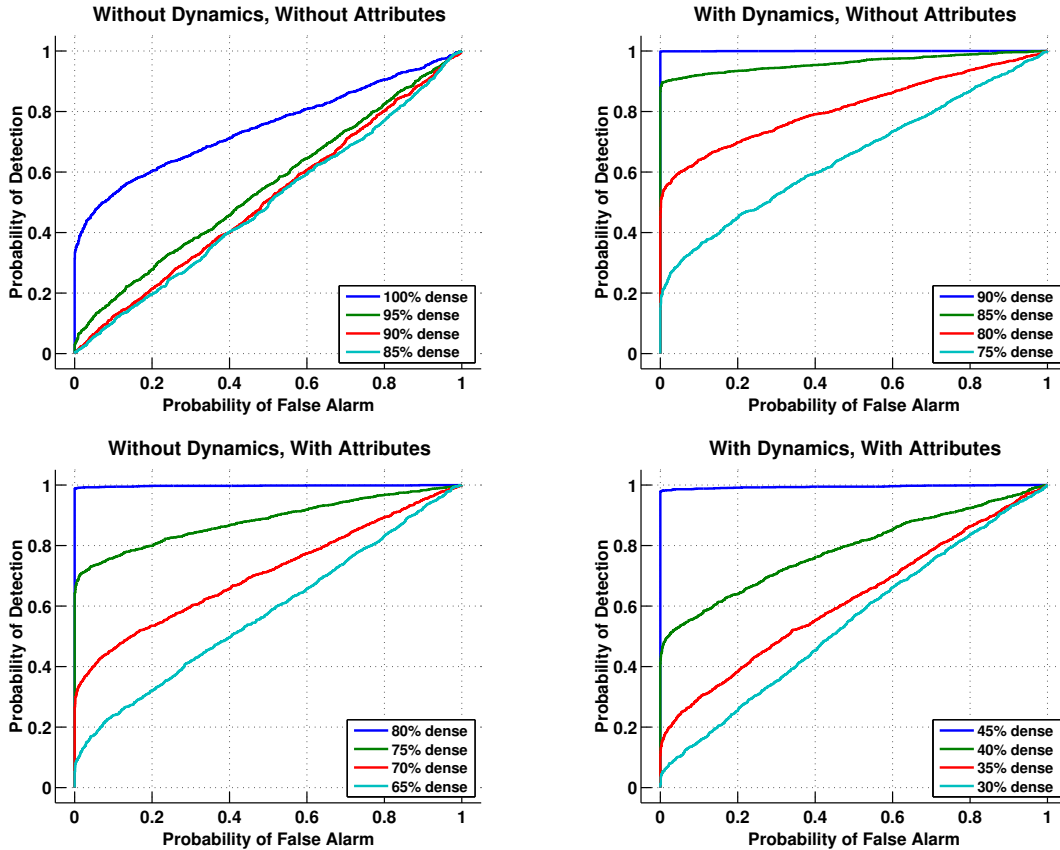 Without Dynamics, Without Attributes
1
0.8
0.6
0.4
0.2
0
Probability of Detection
100% dense
95% dense
90% dense
85% dense
0 0.2 0.4 0.6 0.8 1
Probability of False Alarm
With Dynamics, Without Attributes
1
0.8
0.6
0.4
0.2
0
Probability of Detection
90% dense
85% dense
80% dense
75% dense
0 0.2 0.4 0.6 0.8 1
Probability of False Alarm
Without Dynamics, With Attributes
1
0.8
0.6
0.4
0.2
0
Probability of Detection
80% dense
75% dense
70% dense
65% dense
0 0.2 0.4 0.6 0.8 1
Probability of False Alarm
With Dynamics, With Attributes
1
0.8
0.6
0.4
0.2
0
Probability of Detection
45% dense
40% dense
35% dense
30% dense
0 0.2 0.4 0.6 0.8 1
Probability of False Alarm